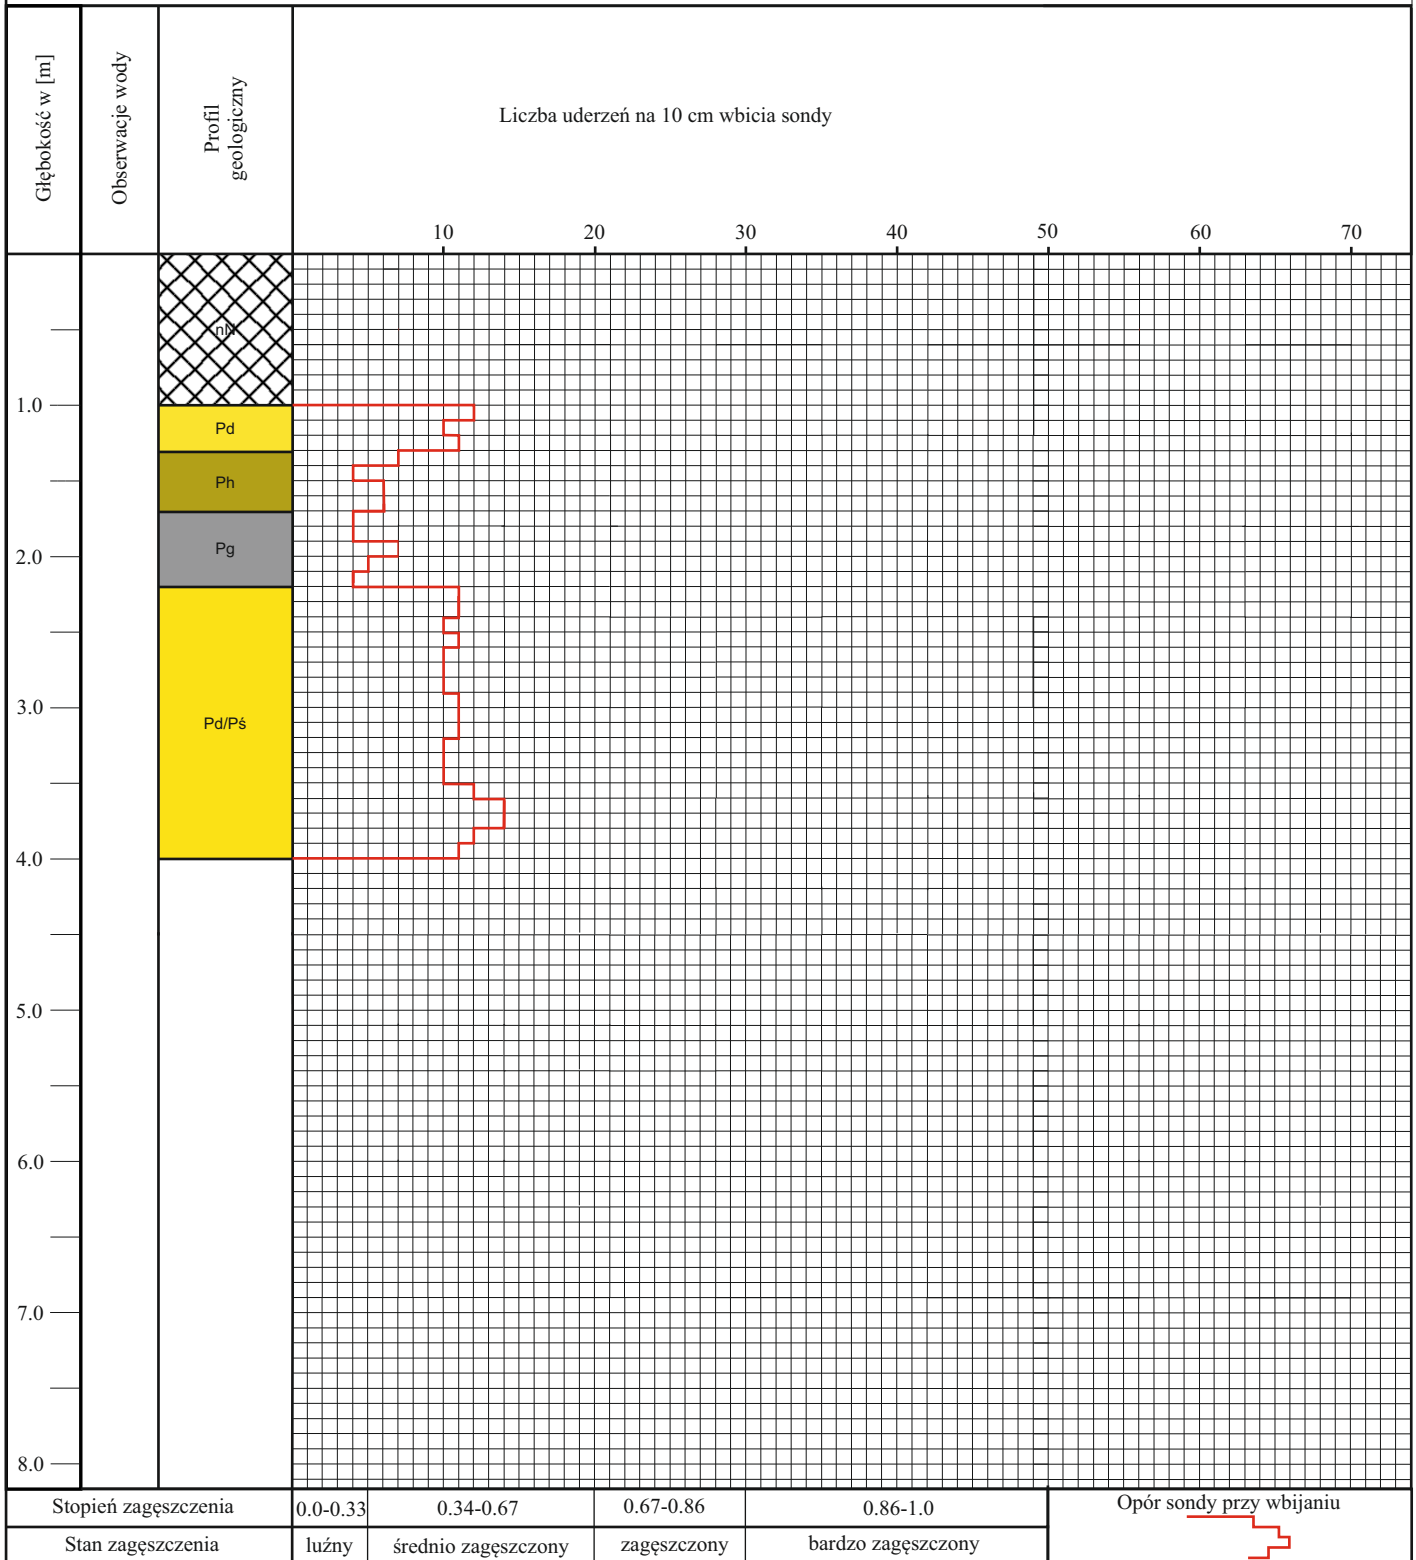 Głębokość w [m]
Obserwacje wody
Profil
geologiczny
Liczba uderzeń na 10 cm wbicia sondy
10 20 30 40 50 60 70
nN
1.0
Pd
Ph
Pg
2.0
3.0
Pd/Pś
4.0
5.0
6.0
7.0
8.0
Stopień zagęszczenia 0.0-0.33 0.34-0.67 0.67-0.86 0.86-1.0 Opór sondy przy wbijaniu
Stan zagęszczenia luźny średnio zagęszczony zagęszczony bardzo zagęszczony